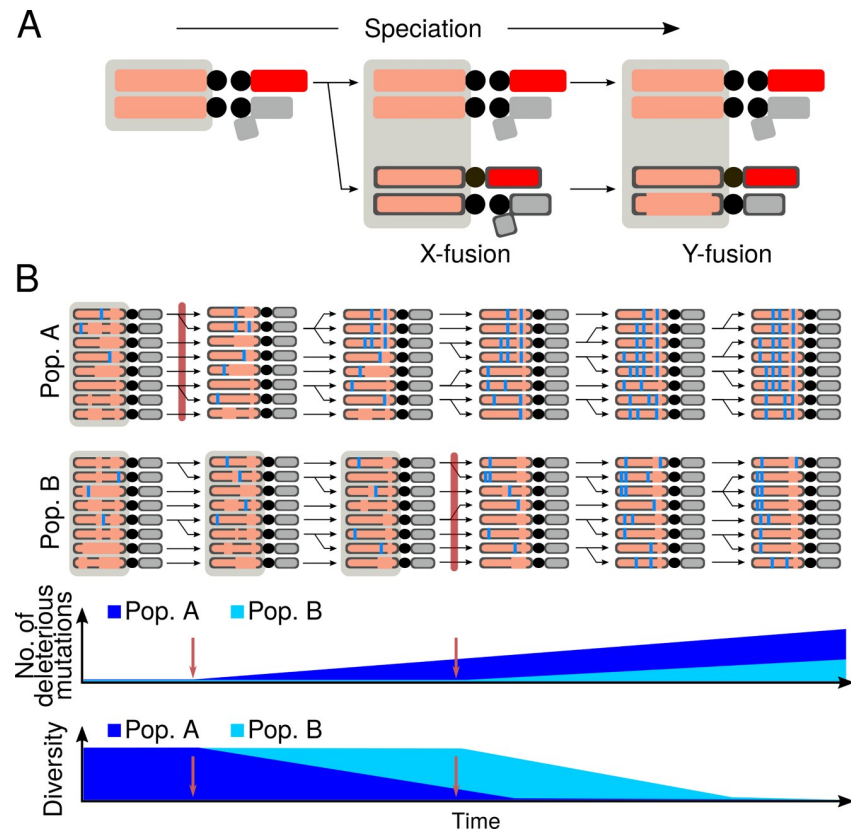 A
Speciation
X-fusion
Y-fusion
B
Pop. A
Pop. B
No. of
deleterious
mutations
Pop. A
Pop. B
Diversity
Pop. A
Pop. B
Time